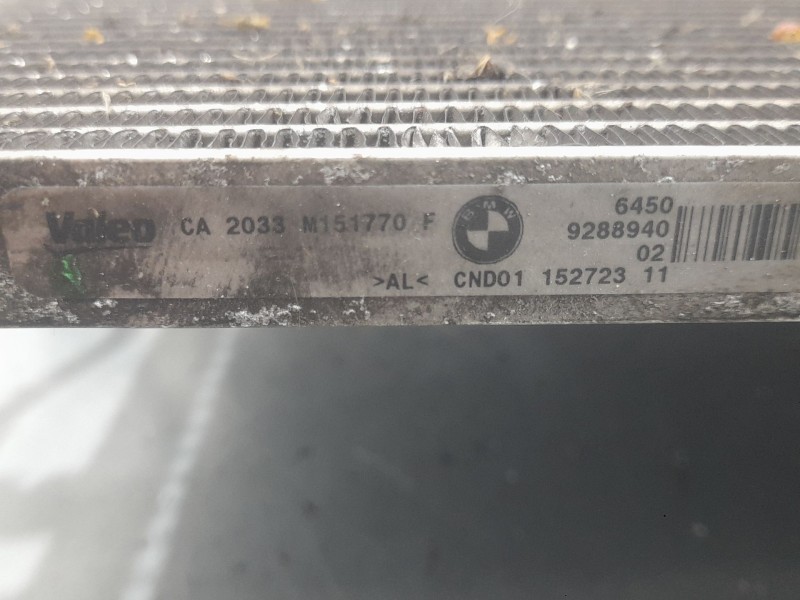 Valeo CA 2033 M151770 F
BMW
6450
9288940
02
>AL< CND01 152723 11